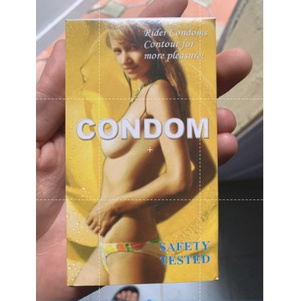 Rider Condoms
Contour for
more pleasure!
CONDOM
SAFETY
TESTED